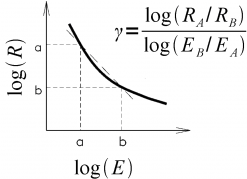 γ = log(R_A/R_B) / log(E_B/E_A)
log(R)
a
b
a
b
log(E)